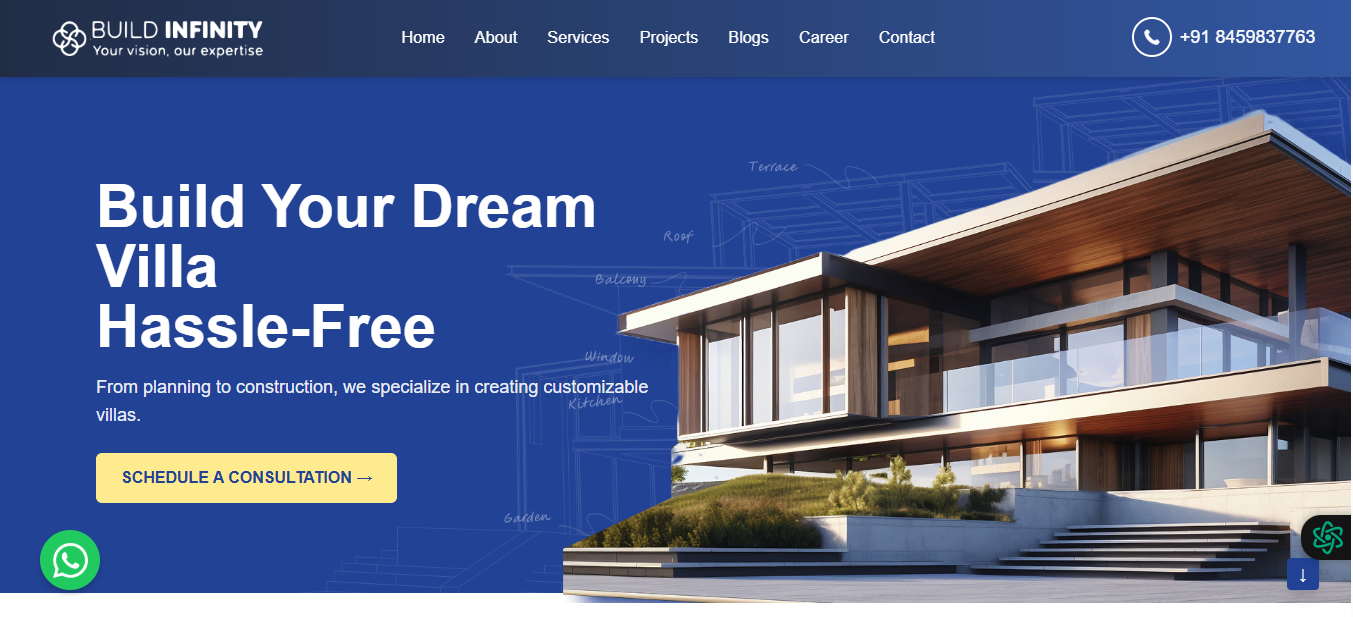 BUILD INFINITY
Your vision, our expertise
Home About Services Projects Blogs Career Contact
+91 8459837763
Terrace
Roof
Balcony
Window
Kitchen
Garden
Build Your Dream
Villa
Hassle-Free
From planning to construction, we specialize in creating customizable
villas.
SCHEDULE A CONSULTATION →
↓